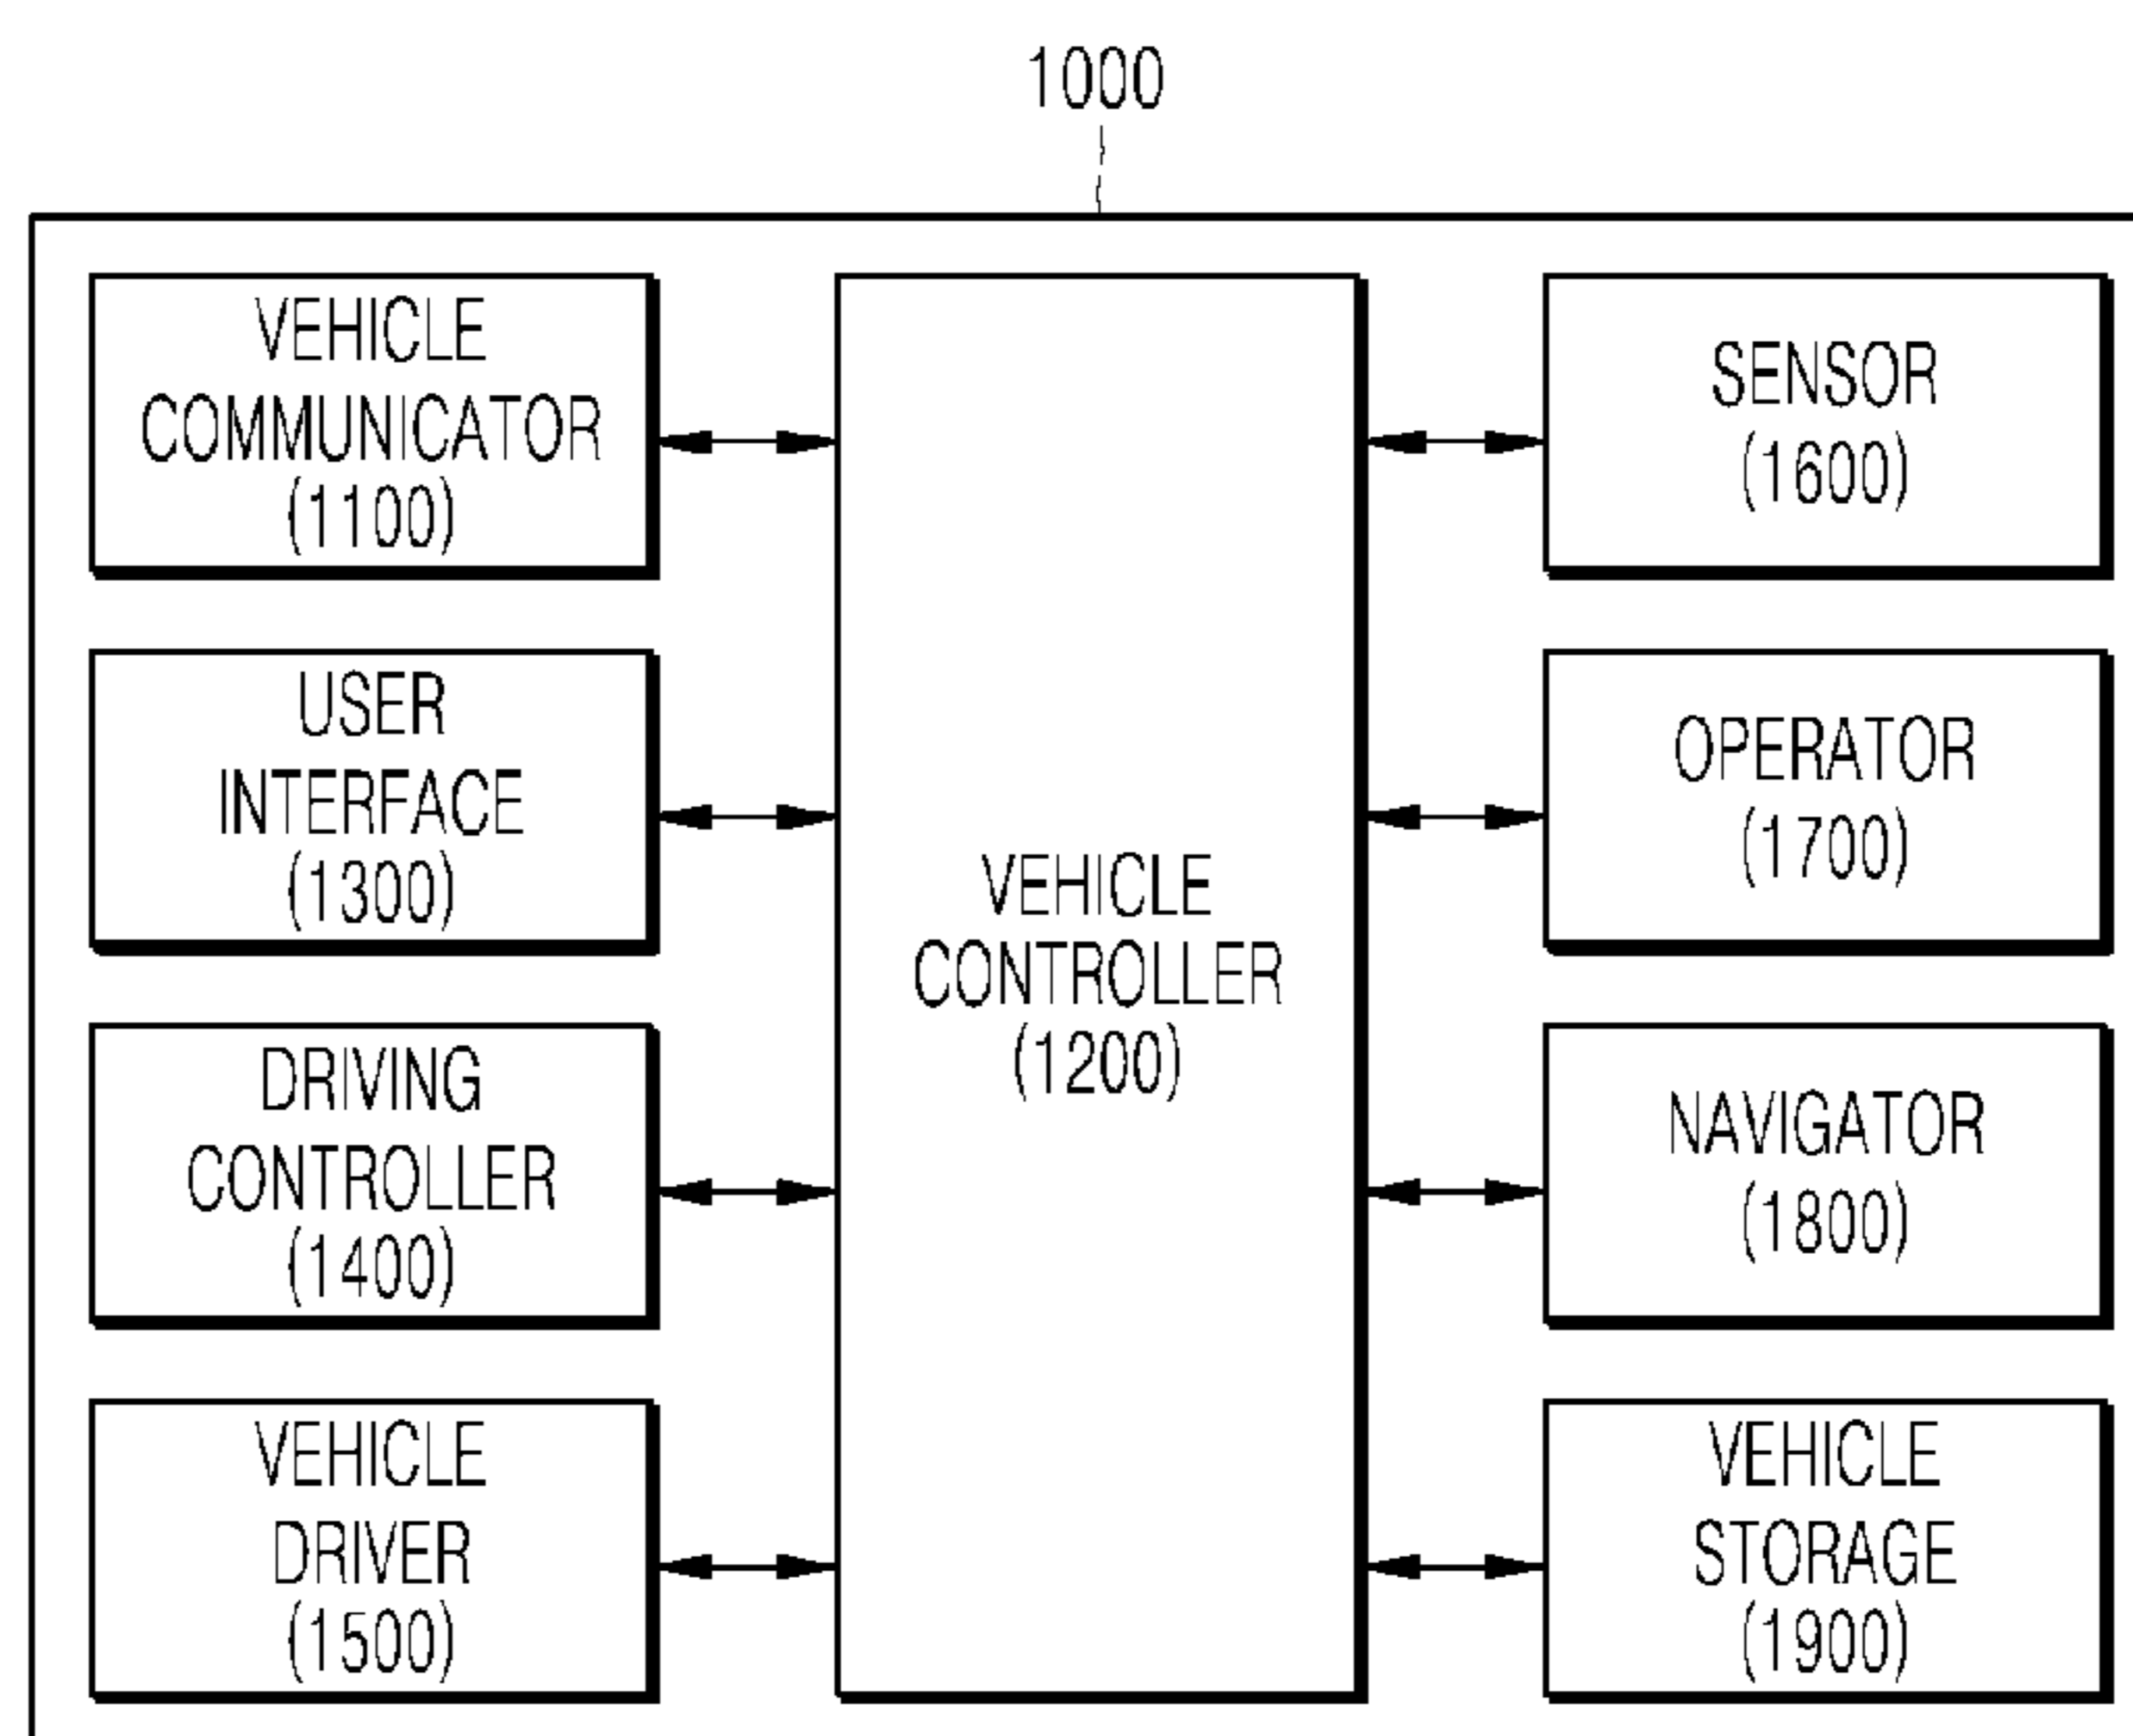 1000
VEHICLE
COMMUNICATOR
(1100)
USER
INTERFACE
(1300)
DRIVING
CONTROLLER
(1400)
VEHICLE
DRIVER
(1500)
VEHICLE
CONTROLLER
(1200)
SENSOR
(1600)
OPERATOR
(1700)
NAVIGATOR
(1800)
VEHICLE
STORAGE
(1900)